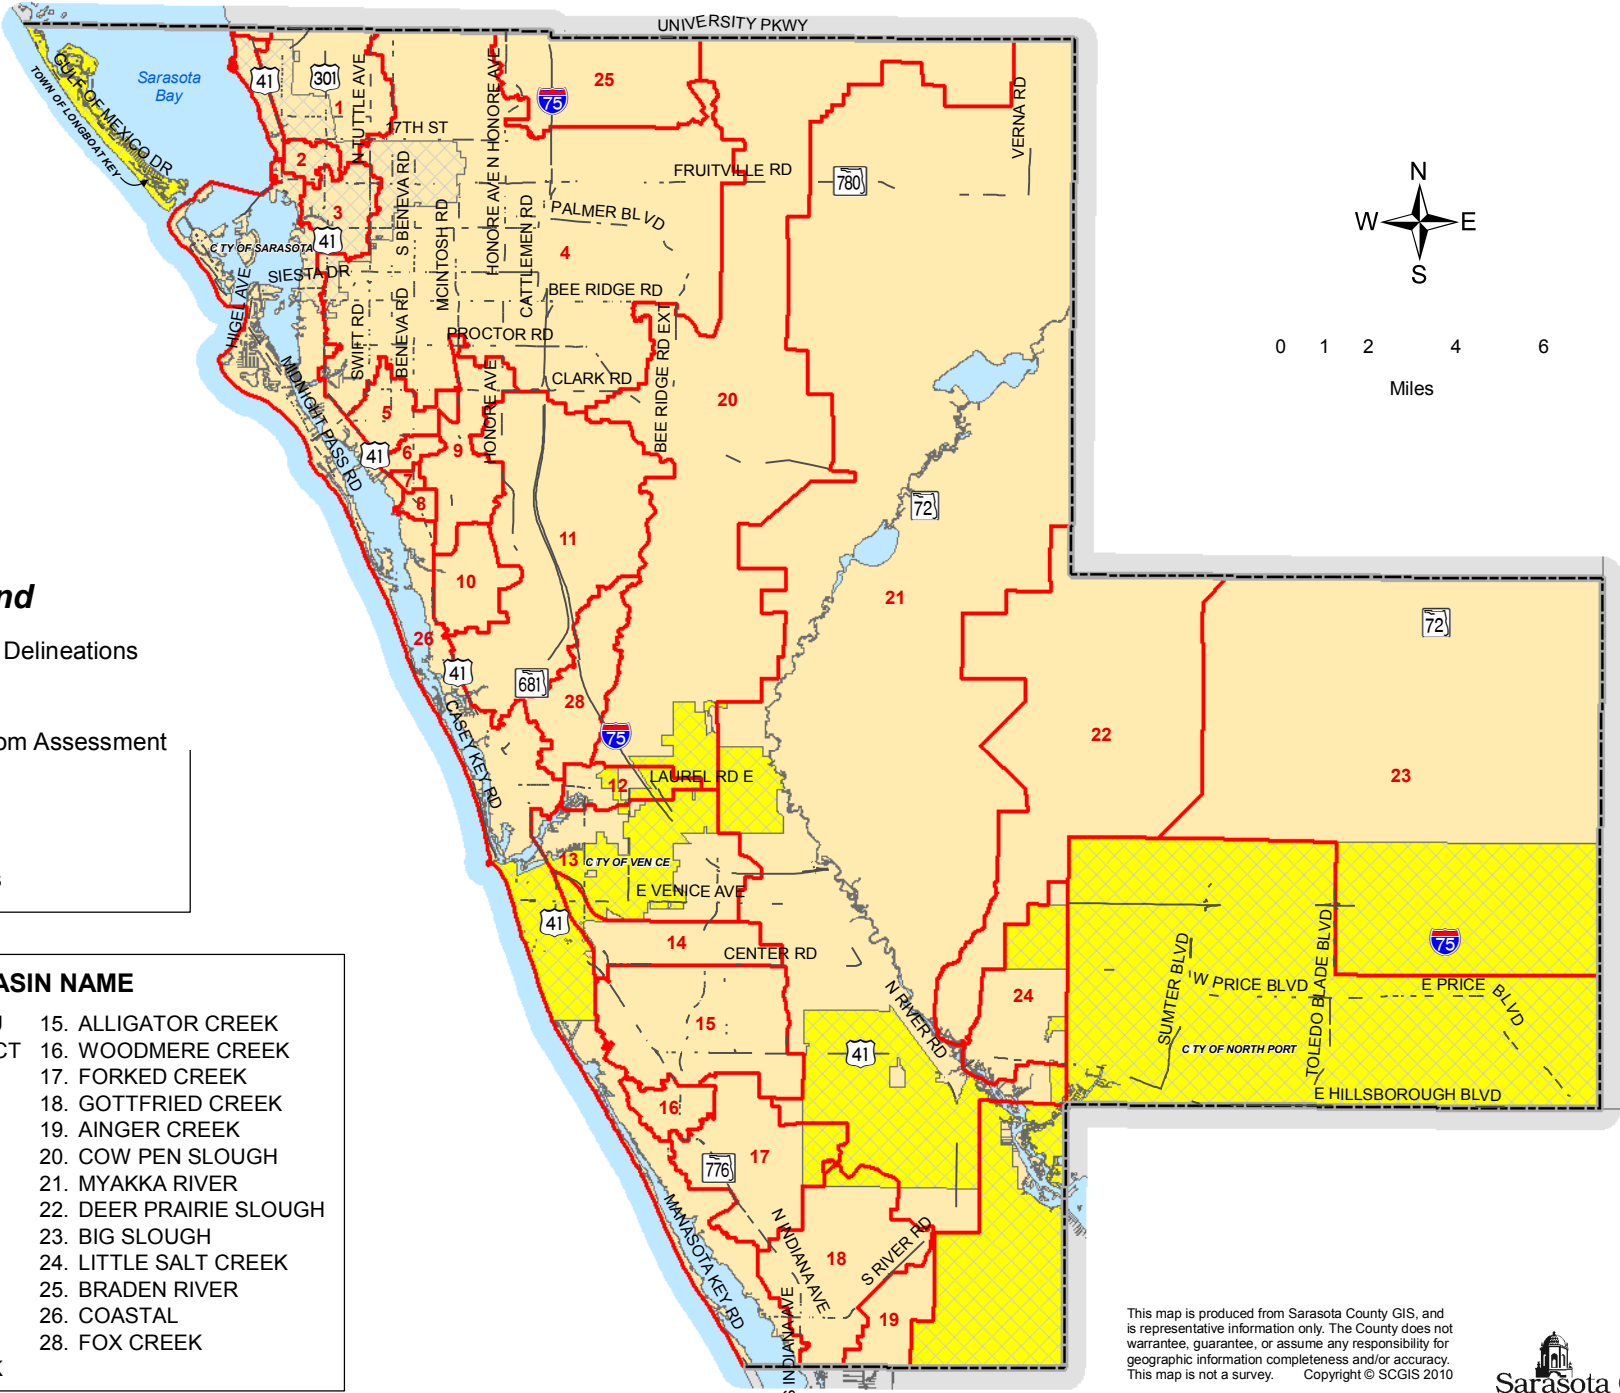 UNIVERSITY PKWY
Sarasota
Bay
GULF OF MEXICO DR
TOWN OF LONGBOAT KEY
41
301
1
N TUTTLE AVE
HONORE AVE N HONORE AVE
75
25
VERNA RD
17TH ST
2
FRUITVILLE RD
780
3
S BENEVA RD
MCINTOSH RD
CATTLEMEN RD
PALMER BLVD
C TY OF SARASOTA
41
4
SIESTA DR
HIGEL AVE
BEE RIDGE RD
SWIFT RD
BENEVA RD
PROCTOR RD
BEE RIDGE RD EXT
CLARK RD
HONORE AVE
MIDNIGHT PASS RD
5
20
41
6
9
7
8
72
11
10
21
26
41
681
28
75
CASEY KEY RD
LAUREL RD E
12
13
C TY OF VEN CE
E VENICE AVE
41
14
CENTER RD
15
N RIVER RD
41
16
17
776
MANASOTA KEY RD
N INDIANA AVE
S INDIANA AVE
18
S RIVER RD
19
22
72
23
24
SUMTER BLVD
W PRICE BLVD
TOLEDO BLADE BLVD
75
E PRICE BLVD
C TY OF NORTH PORT
E HILLSBOROUGH BLVD
N
W E
S
0 1 2 4 6
Miles
nd
Delineations
om Assessment
s
ASIN NAME
U 15. ALLIGATOR CREEK
CT 16. WOODMERE CREEK
17. FORKED CREEK
18. GOTTFRIED CREEK
19. AINGER CREEK
20. COW PEN SLOUGH
21. MYAKKA RIVER
22. DEER PRAIRIE SLOUGH
23. BIG SLOUGH
24. LITTLE SALT CREEK
25. BRADEN RIVER
26. COASTAL
28. FOX CREEK
K
This map is produced from Sarasota County GIS, and
is representative information only. The County does not
warrantee, guarantee, or assume any responsibility for
geographic information completeness and/or accuracy.
This map is not a survey. Copyright © SCGIS 2010
Sarasota